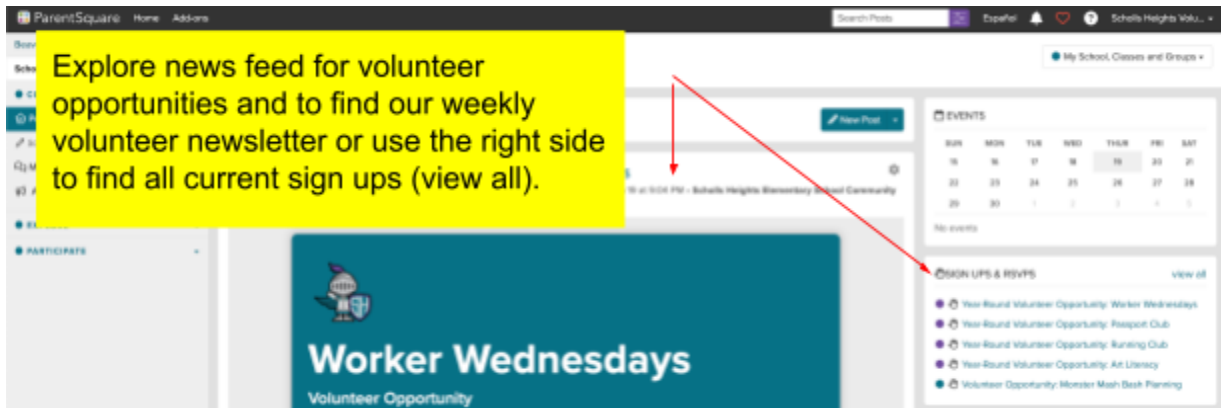 ParentSquare Home Add-ons
Search Posts
Español
Scholls Heights Volu...
My School, Classes and Groups
Explore news feed for volunteer
opportunities and to find our weekly
volunteer newsletter or use the right side
to find all current sign ups (view all).
New Post
at 9:04 PM - Scholls Heights Elementary School Community
PARTICIPATE
Worker Wednesdays
Volunteer Opportunity
EVENTS
SUN MON TUE WED THUR FRI SAT
15 16 17 18 19 20 21
22 23 24 25 26 27 28
29 30 1 2 3 4 5
No events
SIGN UPS & RSVPS view all
Year-Round Volunteer Opportunity: Worker Wednesdays
Year-Round Volunteer Opportunity: Passport Club
Year-Round Volunteer Opportunity: Running Club
Year-Round Volunteer Opportunity: Art Literacy
Volunteer Opportunity: Monster Mash Bash Planning